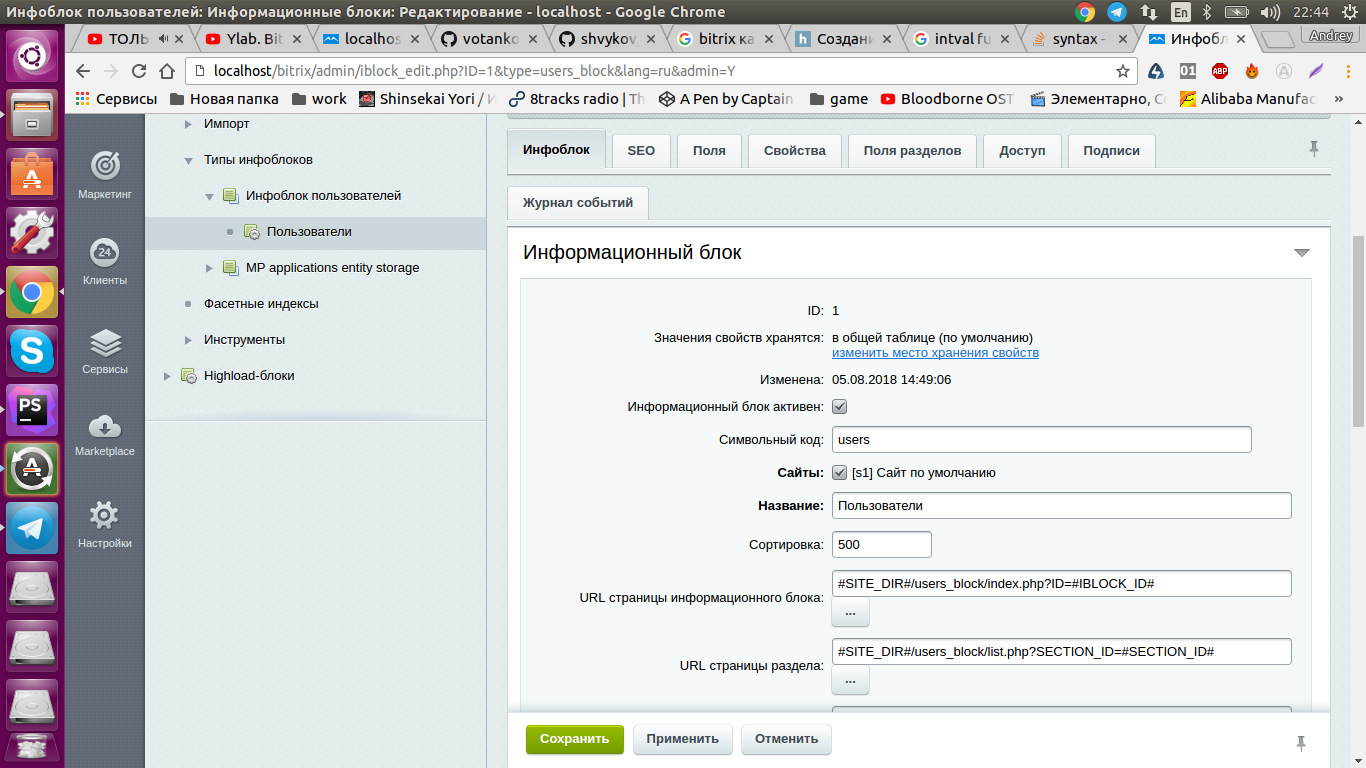 Инфоблок пользователей: Информационные блоки: Редактирование - localhost - Google Chrome
En
22:44
ТОЛЬ
Ylab. Bit
localhos
votanko
shvykov
bitrix ка
Создани
intval fu
syntax -
Инфобл
Andrey
localhost/bitrix/admin/iblock_edit.php?ID=1&type=users_block&lang=ru&admin=Y
01
ABP
Сервисы
Новая папка
work
Shinsekai Yori / И
8tracks radio | Th
A Pen by Captain
game
Bloodborne OST
Элементарно, Се
Alibaba Manufac
»
Маркетинг
24
Клиенты
Сервисы
Marketplace
Настройки
PS
Импорт
Типы инфоблоков
Инфоблок пользователей
Пользователи
MP applications entity storage
Фасетные индексы
Инструменты
Highload-блоки
Инфоблок
SEO
Поля
Свойства
Поля разделов
Доступ
Подписи
Журнал событий
Информационный блок
ID: 1
Значения свойств хранятся: в общей таблице (по умолчанию)
изменить место хранения свойств
Изменена: 05.08.2018 14:49:06
Информационный блок активен:
Символьный код: users
Сайты: [s1] Сайт по умолчанию
Название: Пользователи
Сортировка: 500
URL страницы информационного блока: #SITE_DIR#/users_block/index.php?ID=#IBLOCK_ID#
...
URL страницы раздела: #SITE_DIR#/users_block/list.php?SECTION_ID=#SECTION_ID#
...
Сохранить
Применить
Отменить